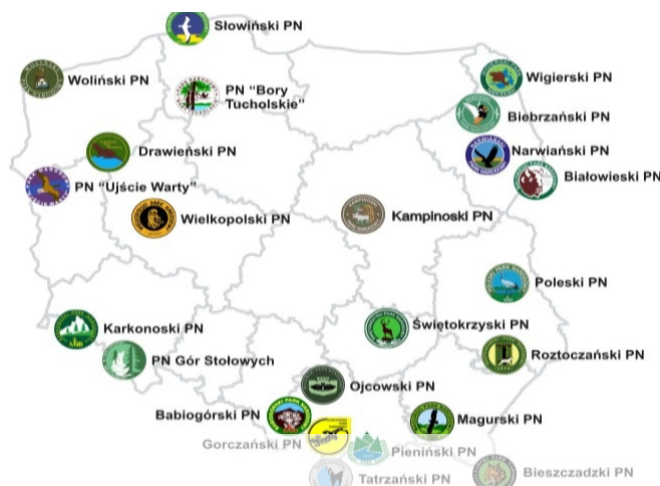 Słowiński PN
Woliński PN
Wigierski PN
PN "Bory
Tucholskie"
Biebrzański PN
Drawieński PN
Narwiański PN
Białowieski PN
PN "Ujście Warty"
Wielkopolski PN
Kampinoski PN
Poleski PN
Karkonoski PN
Świętokrzyski PN
PN Gór Stołowych
Roztoczański PN
Ojcowski PN
Babiogórski PN
Magurski PN
Gorczański PN
Pieniński PN
Tatrzański PN
Bieszczadzki PN